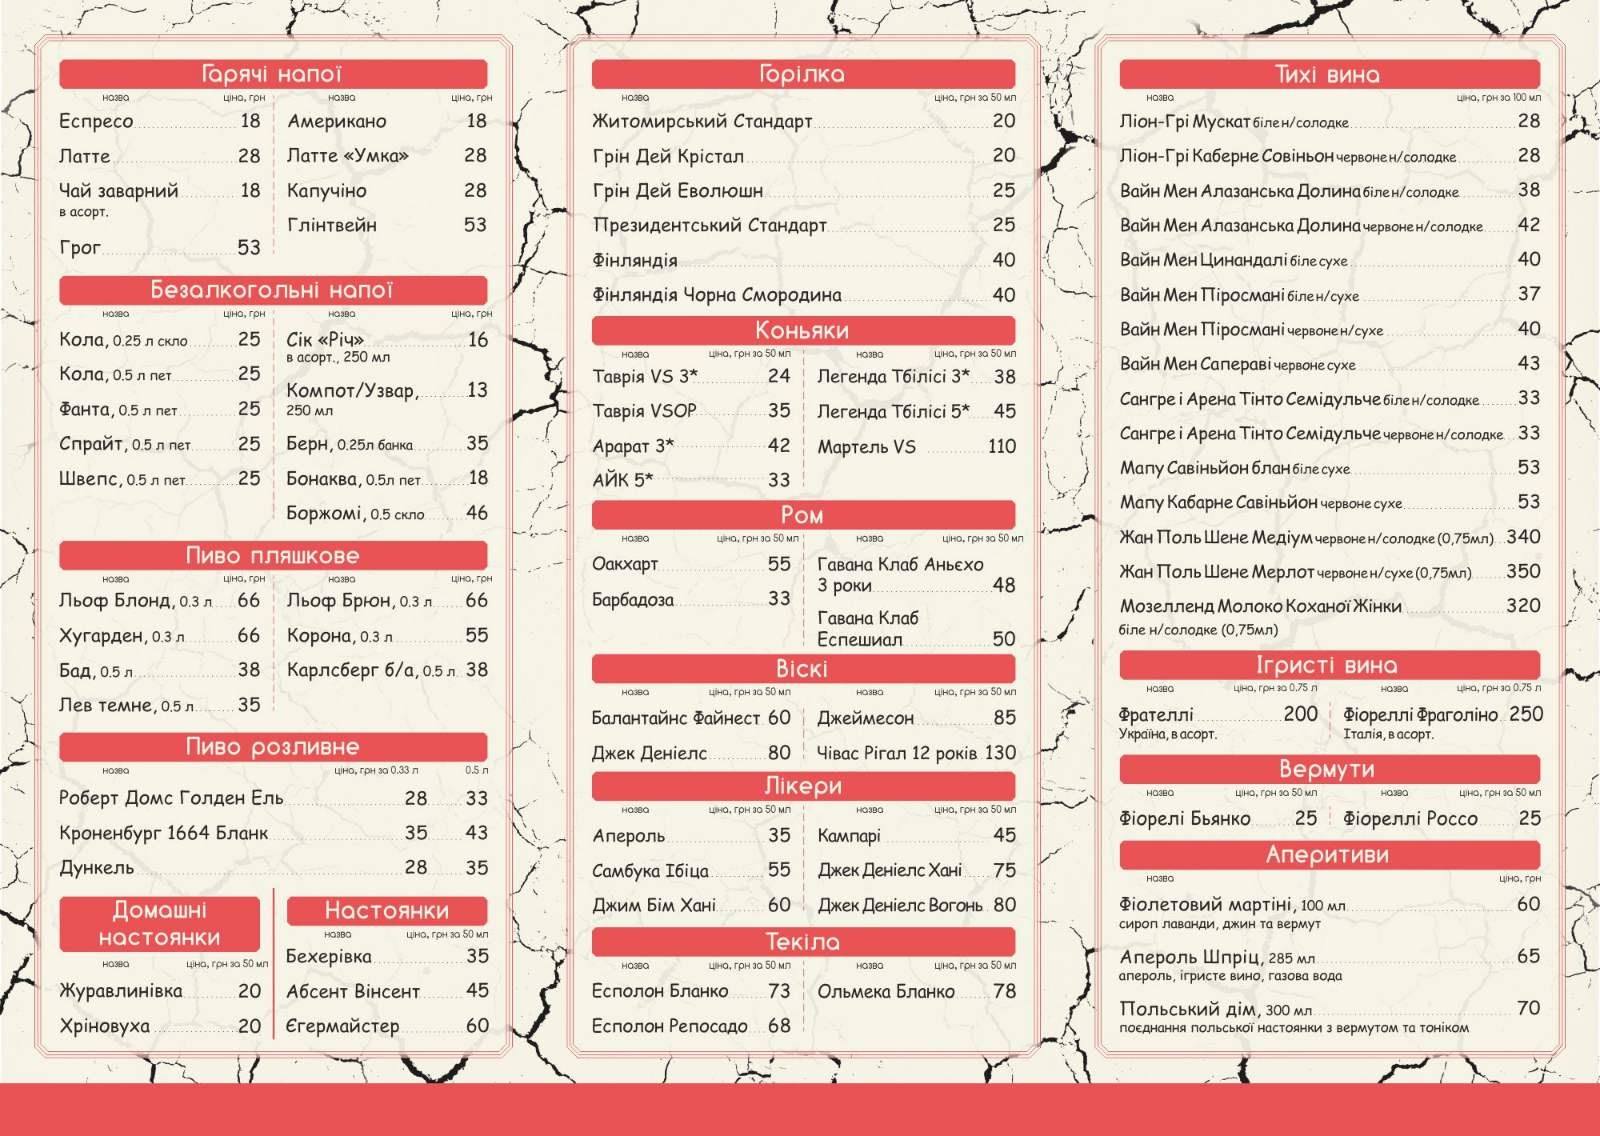 Гарячі напої
назва ціна, грн назва ціна, грн
Еспресо 18 Американо 18
Латте 28 Латте «Умка» 28
Чай заварний 18 Капучіно 28
в асорт.
Глінтвейн 53
Грог 53
Безалкогольні напої
назва ціна, грн назва ціна, грн
Кола, 0.25 л скло 25 Сік «Річ» 16
в асорт., 250 мл
Кола, 0.5 л пет 25 Компот/Узвар, 13
250 мл
Фанта, 0.5 л пет 25
Спрайт, 0.5 л пет 25 Берн, 0.25л банка 35
Швепс, 0.5 л пет 25 Бонаква, 0.5л пет 18
Боржомі, 0.5 скло 46
Пиво пляшкове
назва ціна, грн назва ціна, грн
Льоф Блонд, 0.3 л 66 Льоф Брюн, 0.3 л 66
Хугарден, 0.3 л 66 Корона, 0.3 л 55
Бад, 0.5 л 38 Карлсберг б/а, 0.5 л 38
Лев темне, 0.5 л 35
Пиво розливне
назва ціна, грн за 0.33 л 0.5 л
Роберт Домс Голден Ель 28 33
Кроненбург 1664 Бланк 35 43
Дункель 28 35
Домашні
настоянки
назва ціна, грн за 50 мл
Журавлинівка 20
Хріновуха 20
Настоянки
назва ціна, грн за 50 мл
Бехерівка 35
Абсент Вінсент 45
Єгермайстер 60
Горілка
назва ціна, грн за 50 мл
Житомирський Стандарт 20
Грін Дей Крістал 20
Грін Дей Еволюшн 25
Президентський Стандарт 25
Фінляндія 40
Фінляндія Чорна Смородина 40
Коньяки
назва ціна, грн за 50 мл назва ціна, грн за 50 мл
Таврія VS 3* 24 Легенда Тбілісі 3* 38
Таврія VSOP 35 Легенда Тбілісі 5* 45
Арарат 3* 42 Мартель VS 110
АЙК 5* 33
Ром
назва ціна, грн за 50 мл назва ціна, грн за 50 мл
Оакхарт 55 Гавана Клаб Аньєхо
3 роки 48
Барбадоза 33 Гавана Клаб
Еспешиал 50
Віскі
назва ціна, грн за 50 мл назва ціна, грн за 50 мл
Балантайнс Файнест 60 Джеймесон 85
Джек Деніелс 80 Чівас Рігал 12 років 130
Лікери
назва ціна, грн за 50 мл назва ціна, грн за 50 мл
Апероль 35 Кампарі 45
Самбука Ібіца 55 Джек Деніелс Хані 75
Джим Бім Хані 60 Джек Деніелс Вогонь 80
Текіла
назва ціна, грн за 50 мл назва ціна, грн за 50 мл
Есполон Бланко 73 Ольмека Бланко 78
Есполон Репосадо 68
Тихі вина
назва ціна, грн за 100 мл
Ліон-Грі Мускат біле н/солодке 28
Ліон-Грі Каберне Совіньон червоне н/солодке 28
Вайн Мен Алазанська Долина біле н/солодке 38
Вайн Мен Алазанська Долина червоне н/солодке 42
Вайн Мен Цинандалі біле сухе 40
Вайн Мен Піросмані біле н/сухе 37
Вайн Мен Піросмані червоне н/сухе 40
Вайн Мен Сапераві червоне сухе 43
Сангре і Арена Тінто Семідульче біле н/солодке 33
Сангре і Арена Тінто Семідульче червоне н/солодке 33
Мапу Савіньйон блан біле сухе 53
Мапу Кабарне Савіньйон червоне сухе 53
Жан Поль Шене Медіум червоне н/солодке (0,75мл) 340
Жан Поль Шене Мерлот червоне н/сухе (0,75мл) 350
Мозелленд Молоко Коханої Жінки 320
біле н/солодке (0,75мл)
Ігристі вина
назва ціна, грн за 0.75 л назва ціна, грн за 0.75 л
Фрателлі 200 Фіореллі Фраголіно 250
Україна, в асорт. Італія, в асорт.
Вермути
назва ціна, грн за 50 мл назва ціна, грн за 50 мл
Фіорелі Бьянко 25 Фіореллі Россо 25
Аперитиви
назва ціна, грн
Фіолетовий мартіні, 100 мл 60
сироп лаванди, джин та вермут
Апероль Шпріц, 285 мл 65
апероль, ігристе вино, газова вода
Польський дім, 300 мл 70
поєднання польської настоянки з вермутом та тоніком